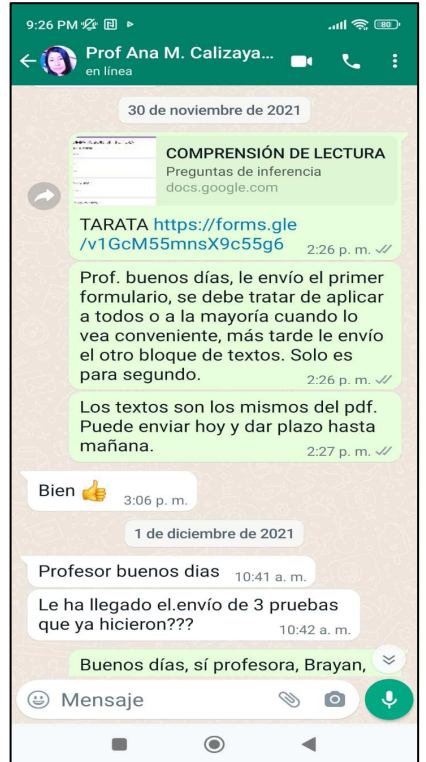 9:26 PM
80
Prof Ana M. Calizaya...
en línea
30 de noviembre de 2021
COMPRENSIÓN DE LECTURA
Preguntas de inferencia
docs.google.com
TARATA https://forms.gle
/v1GcM55mnsX9c55g6 2:26 p. m.
Prof. buenos días, le envío el primer
formulario, se debe tratar de aplicar
a todos o a la mayoría cuando lo
vea conveniente, más tarde le envío
el otro bloque de textos. Solo es
para segundo. 2:26 p. m.
Los textos son los mismos del pdf.
Puede enviar hoy y dar plazo hasta
mañana. 2:27 p. m.
Bien 👍 3:06 p. m.
1 de diciembre de 2021
Profesor buenos dias 10:41 a. m.
Le ha llegado el.envío de 3 pruebas
que ya hicieron??? 10:42 a. m.
Buenos días, sí profesora, Brayan,
Mensaje